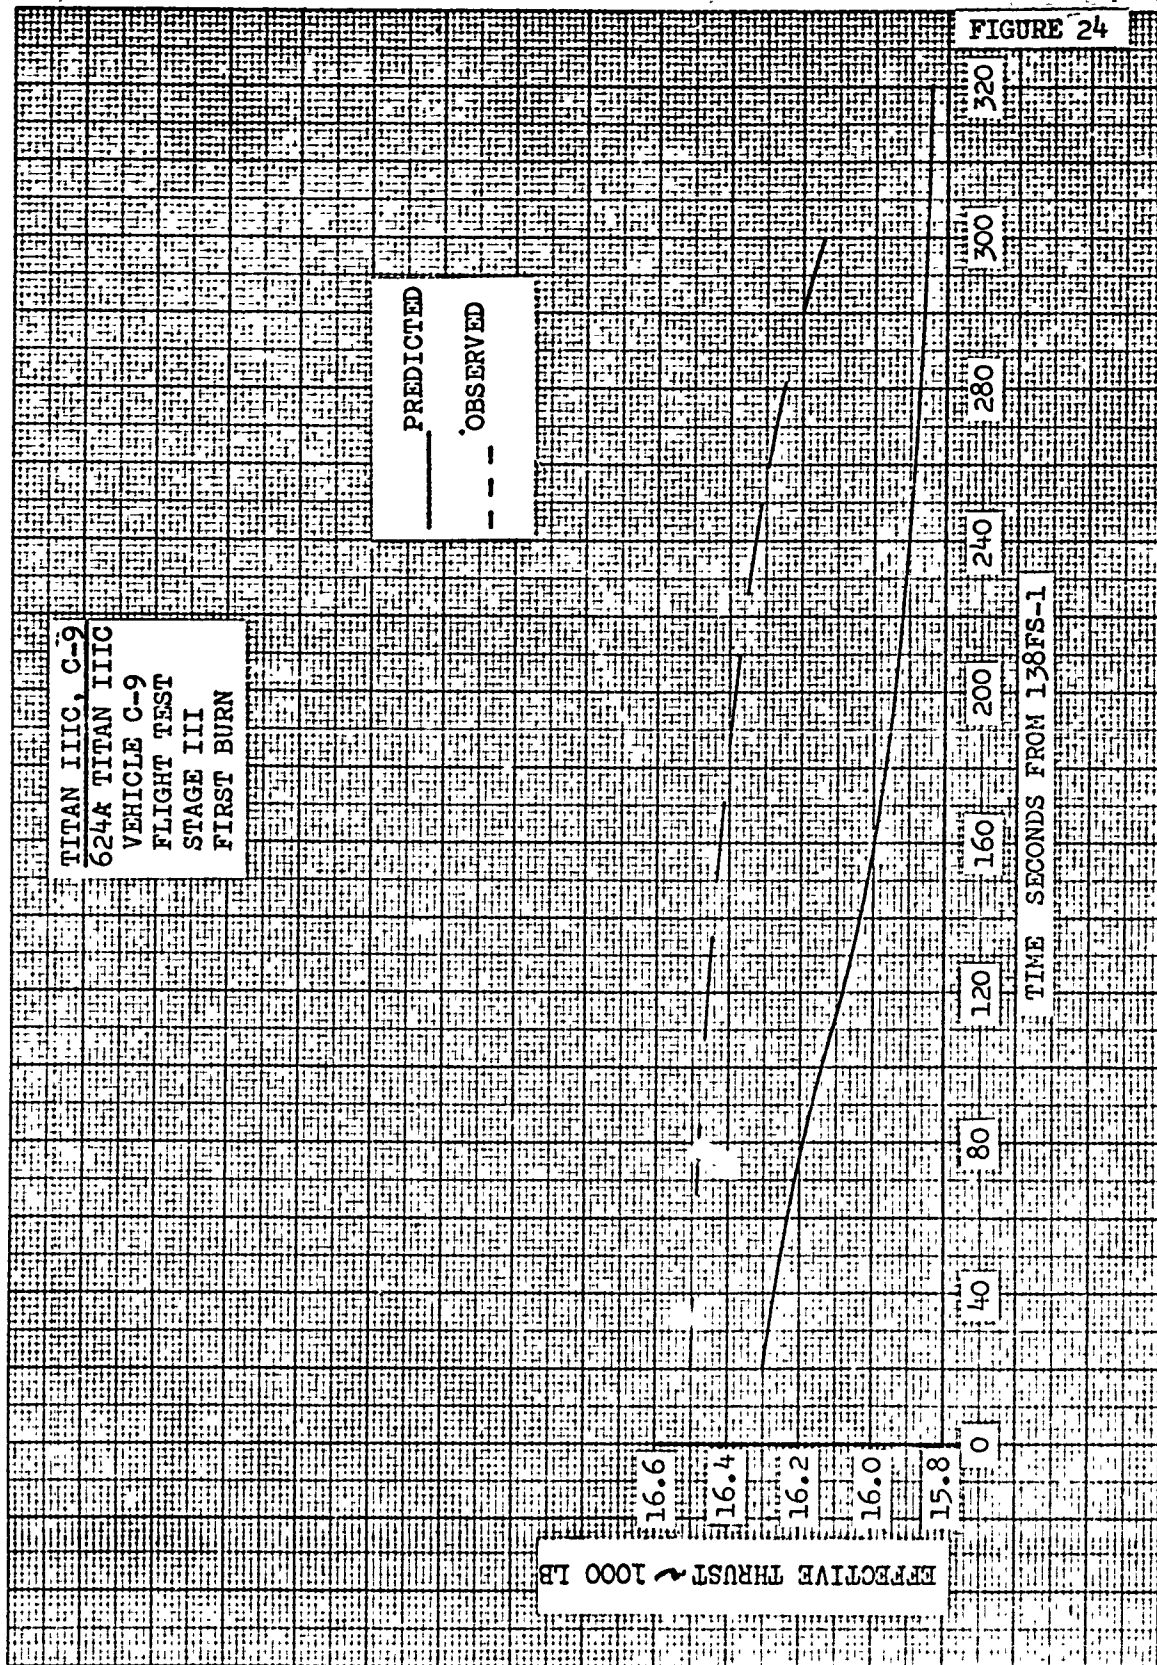 FIGURE 24
TITAN IIIC, C-9
624A TITAN IIIC
VEHICLE C-9
FLIGHT TEST
STAGE III
FIRST BURN
PREDICTED
OBSERVED
EFFECTIVE THRUST ~ 1000 LB
16.6
16.4
16.2
16.0
15.8
0
40
80
120
160
200
240
280
300
320
TIME SECONDS FROM 138FS-1